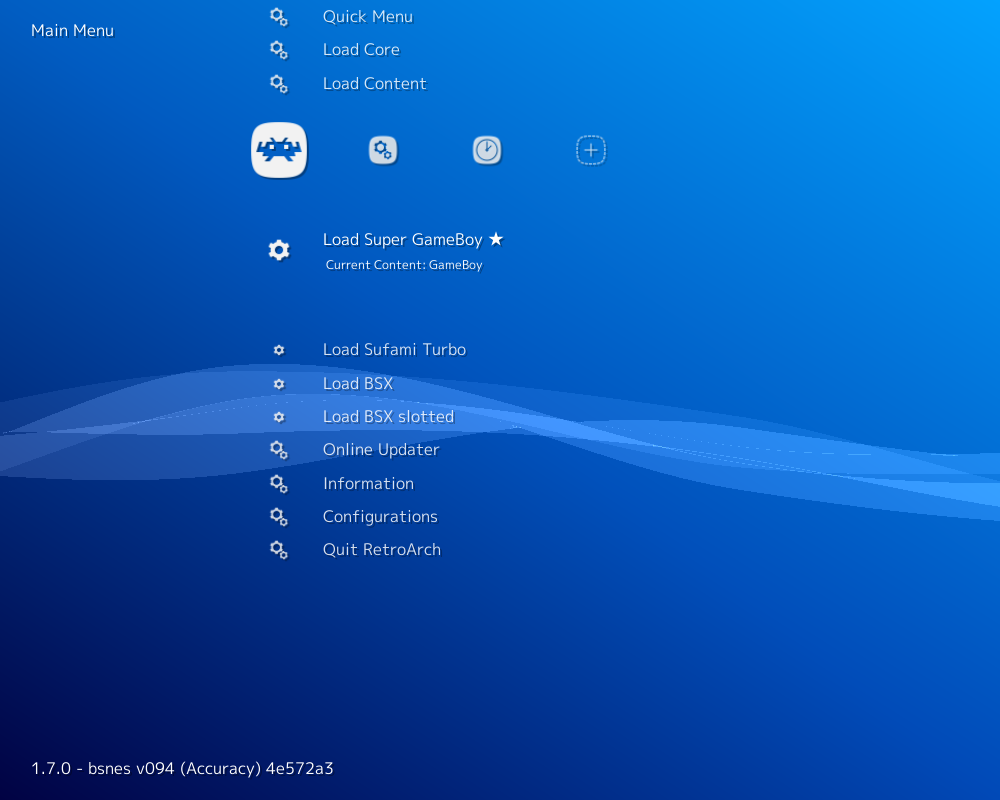 Quick Menu
Main Menu
Load Core
Load Content
Load Super GameBoy ★
Current Content: GameBoy
Load Sufami Turbo
Load BSX
Load BSX slotted
Online Updater
Information
Configurations
Quit RetroArch
1.7.0 - bsnes v094 (Accuracy) 4e572a3